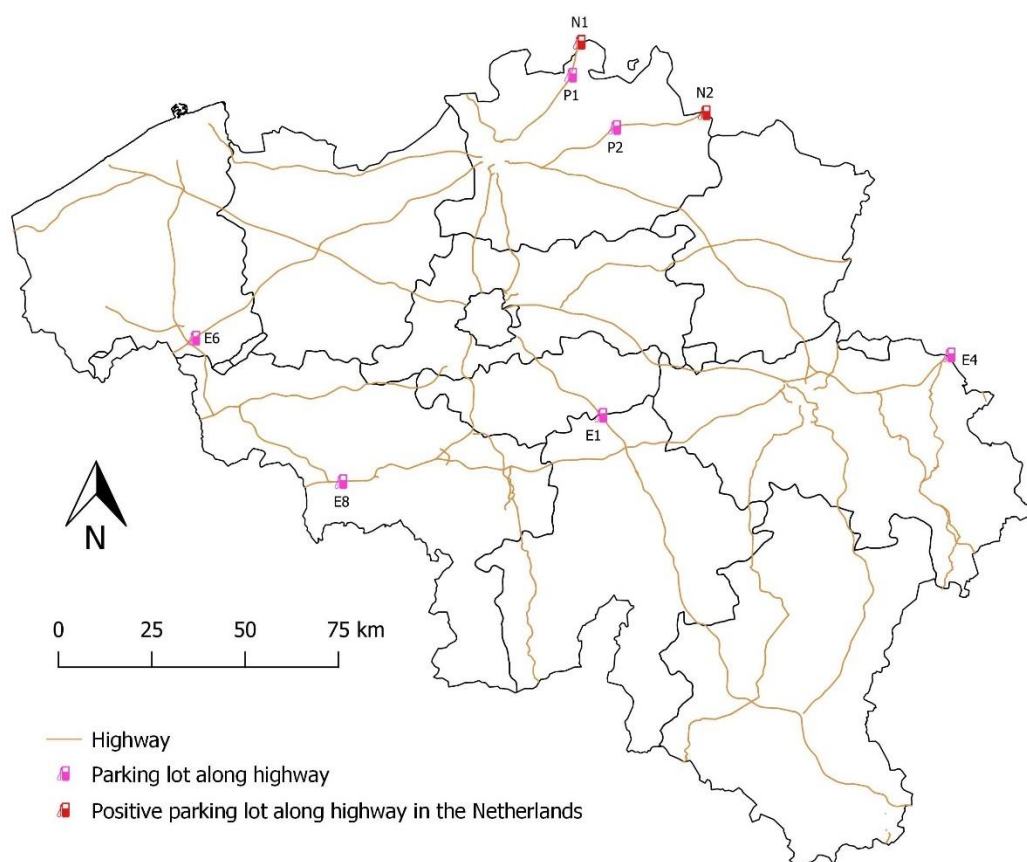 N1
P1
N2
P2
E6
E4
E1
E8
N
0 25 50 75 km
Highway
Parking lot along highway
Positive parking lot along highway in the Netherlands